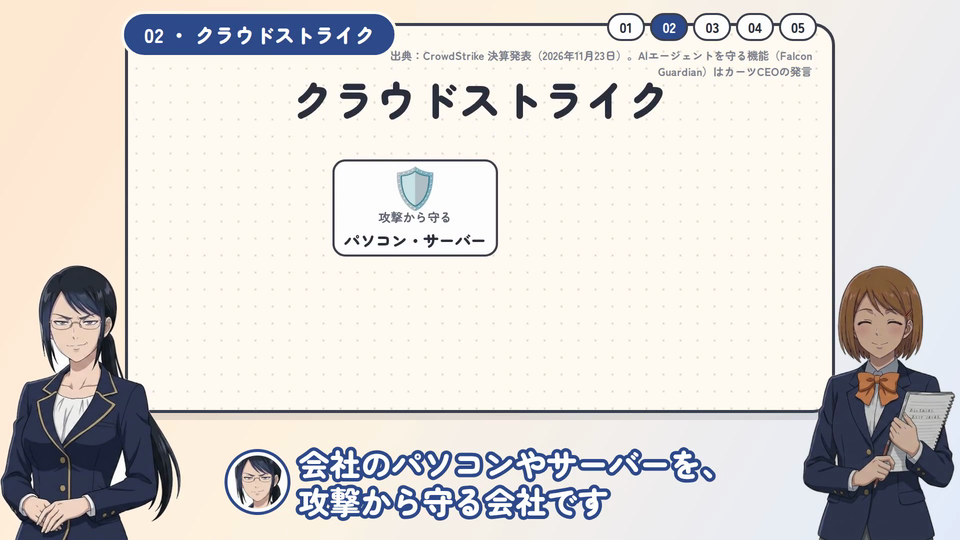 02 ・ クラウドストライク
01 02 03 04 05
出典：CrowdStrike 決算発表（2026年11月23日）。AIエージェントを守る機能（Falcon
Guardian）はカーツCEOの発言
クラウドストライク
攻撃から守る
パソコン・サーバー
会社のパソコンやサーバーを、
攻撃から守る会社です